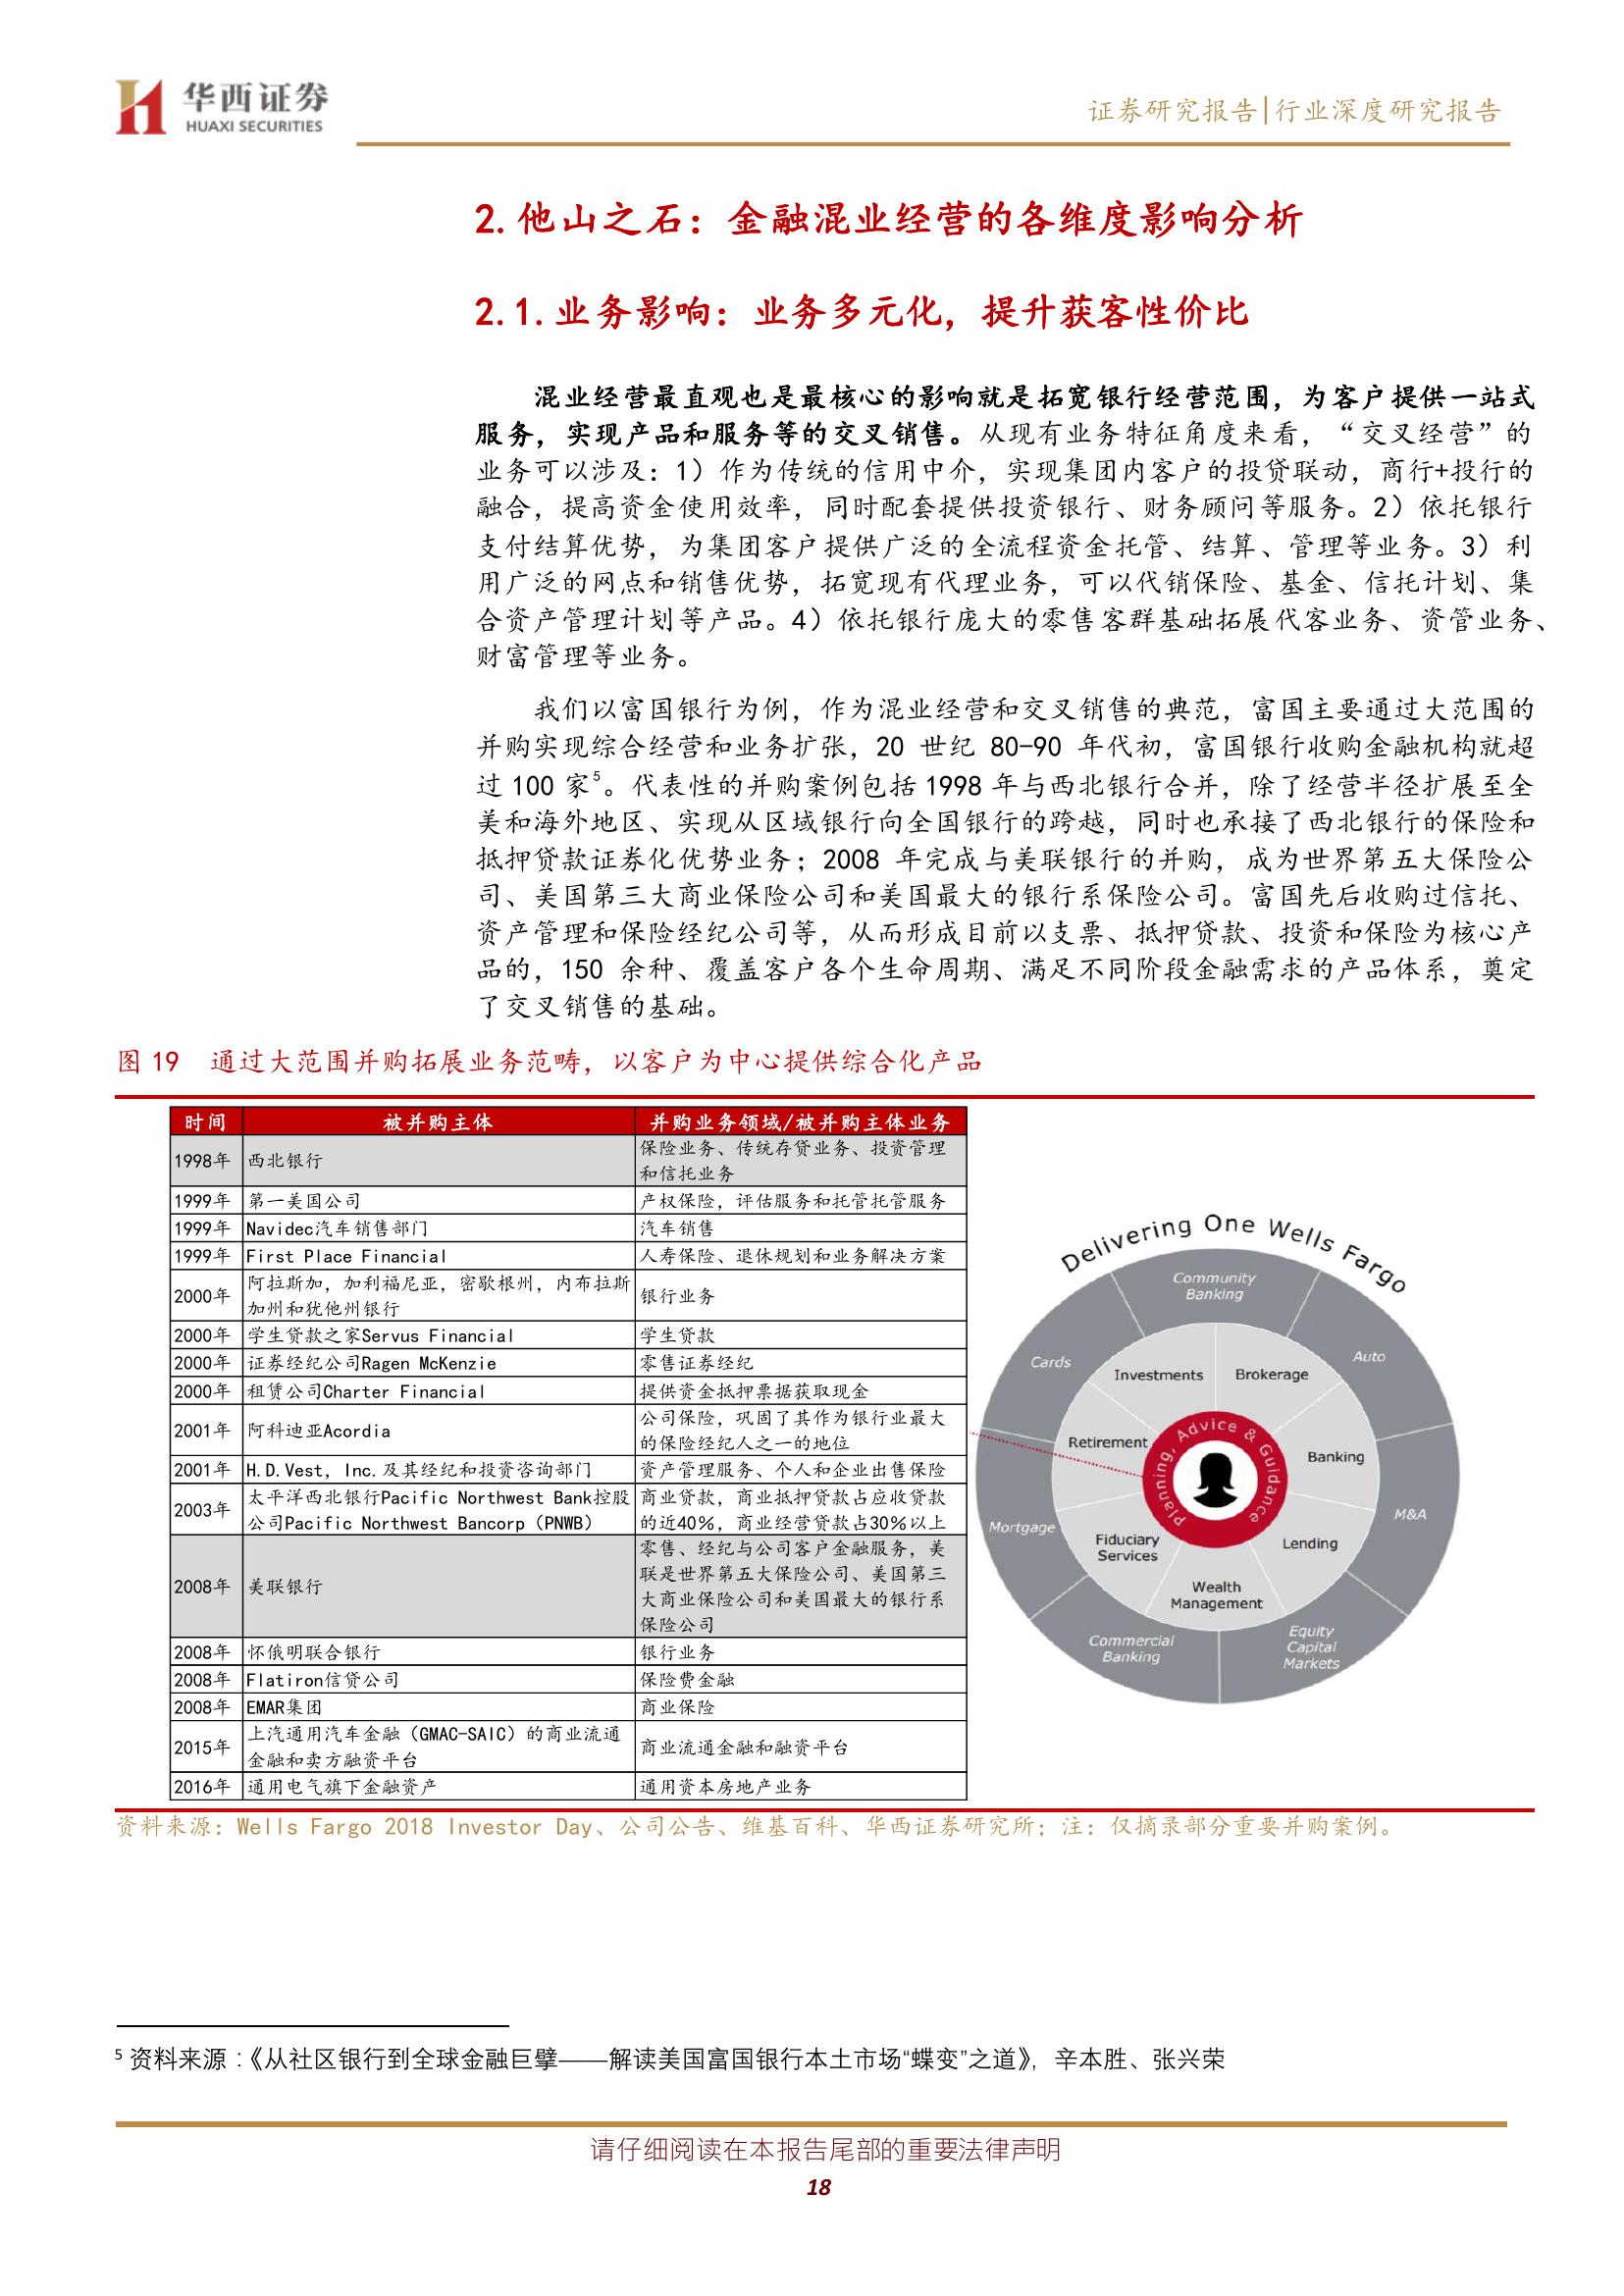 华西证券
HUAXI SECURITIES
证券研究报告|行业深度研究报告
2.他山之石：金融混业经营的各维度影响分析
2.1.业务影响：业务多元化，提升获客性价比
混业经营最直观也是最核心的影响就是拓宽银行经营范围，为客户提供一站式
服务，实现产品和服务等的交叉销售。从现有业务特征角度来看，“交叉经营”的
业务可以涉及：1）作为传统的信用中介，实现集团内客户的投贷联动，商行+投行的
融合，提高资金使用效率，同时配套提供投资银行、财务顾问等服务。2）依托银行
支付结算优势，为集团客户提供广泛的全流程资金托管、结算、管理等业务。3）利
用广泛的网点和销售优势，拓宽现有代理业务，可以代销保险、基金、信托计划、集
合资产管理计划等产品。4）依托银行庞大的零售客群基础拓展代客业务、资管业务、
财富管理等业务。
我们以富国银行为例，作为混业经营和交叉销售的典范，富国主要通过大范围的
并购实现综合经营和业务扩张，20 世纪 80-90 年代初，富国银行收购金融机构就超
过 100 家5。代表性的并购案例包括 1998 年与西北银行合并，除了经营半径扩展至全
美和海外地区、实现从区域银行向全国银行的跨越，同时也承接了西北银行的保险和
抵押贷款证券化优势业务；2008 年完成与美联银行的并购，成为世界第五大保险公
司、美国第三大商业保险公司和美国最大的银行系保险公司。富国先后收购过信托、
资产管理和保险经纪公司等，从而形成目前以支票、抵押贷款、投资和保险为核心产
品的，150 余种、覆盖客户各个生命周期、满足不同阶段金融需求的产品体系，奠定
了交叉销售的基础。
图 19 通过大范围并购拓展业务范畴，以客户为中心提供综合化产品
时间 被并购主体 并购业务领域/被并购主体业务
1998年 西北银行 保险业务、传统存贷业务、投资管理
和信托业务
1999年 第一美国公司 产权保险，评估服务和托管托管服务
1999年 Navidec汽车销售部门 汽车销售
1999年 First Place Financial 人寿保险、退休规划和业务解决方案
2000年 阿拉斯加，加利福尼亚，密歇根州，内布拉斯
加州和犹他州银行 银行业务
2000年 学生贷款之家Servus Financial 学生贷款
2000年 证券经纪公司Ragen McKenzie 零售证券经纪
2000年 租赁公司Charter Financial 提供资金抵押票据获取现金
2001年 阿科迪亚Acordia 公司保险，巩固了其作为银行业最大
的保险经纪人之一的地位
2001年 H.D.Vest, Inc.及其经纪和投资咨询部门 资产管理服务、个人和企业出售保险
2003年 太平洋西北银行Pacific Northwest Bank控股 商业贷款，商业抵押贷款占应收贷款
公司Pacific Northwest Bancorp（PNWB） 的近40%，商业经营贷款占30%以上
2008年 美联银行 零售、经纪与公司客户金融服务，美
联是世界第五大保险公司、美国第三
大商业保险公司和美国最大的银行系
保险公司
2008年 怀俄明联合银行 银行业务
2008年 Flatiron信贷公司 保险费金融
2008年 EMAR集团 商业保险
2015年 上汽通用汽车金融（GMAC-SAIC）的商业流通
金融和卖方融资平台 商业流通金融和融资平台
2016年 通用电气旗下金融资产 通用资本房地产业务
Delivering One Wells Fargo
Community
Banking
Cards
Auto
Investments
Brokerage
Retirement
Planning, Advice & Guidance
Banking
Mortgage
M&A
Fiduciary
Services
Lending
Wealth
Management
Commercial
Banking
Equity
Capital
Markets
资料来源：Wells Fargo 2018 Investor Day、公司公告、维基百科、华西证券研究所；注：仅摘录部分重要并购案例。
5 资料来源：《从社区银行到全球金融巨擘——解读美国富国银行本土市场“蝶变”之道》，辛本胜、张兴荣
请仔细阅读在本报告尾部的重要法律声明
18